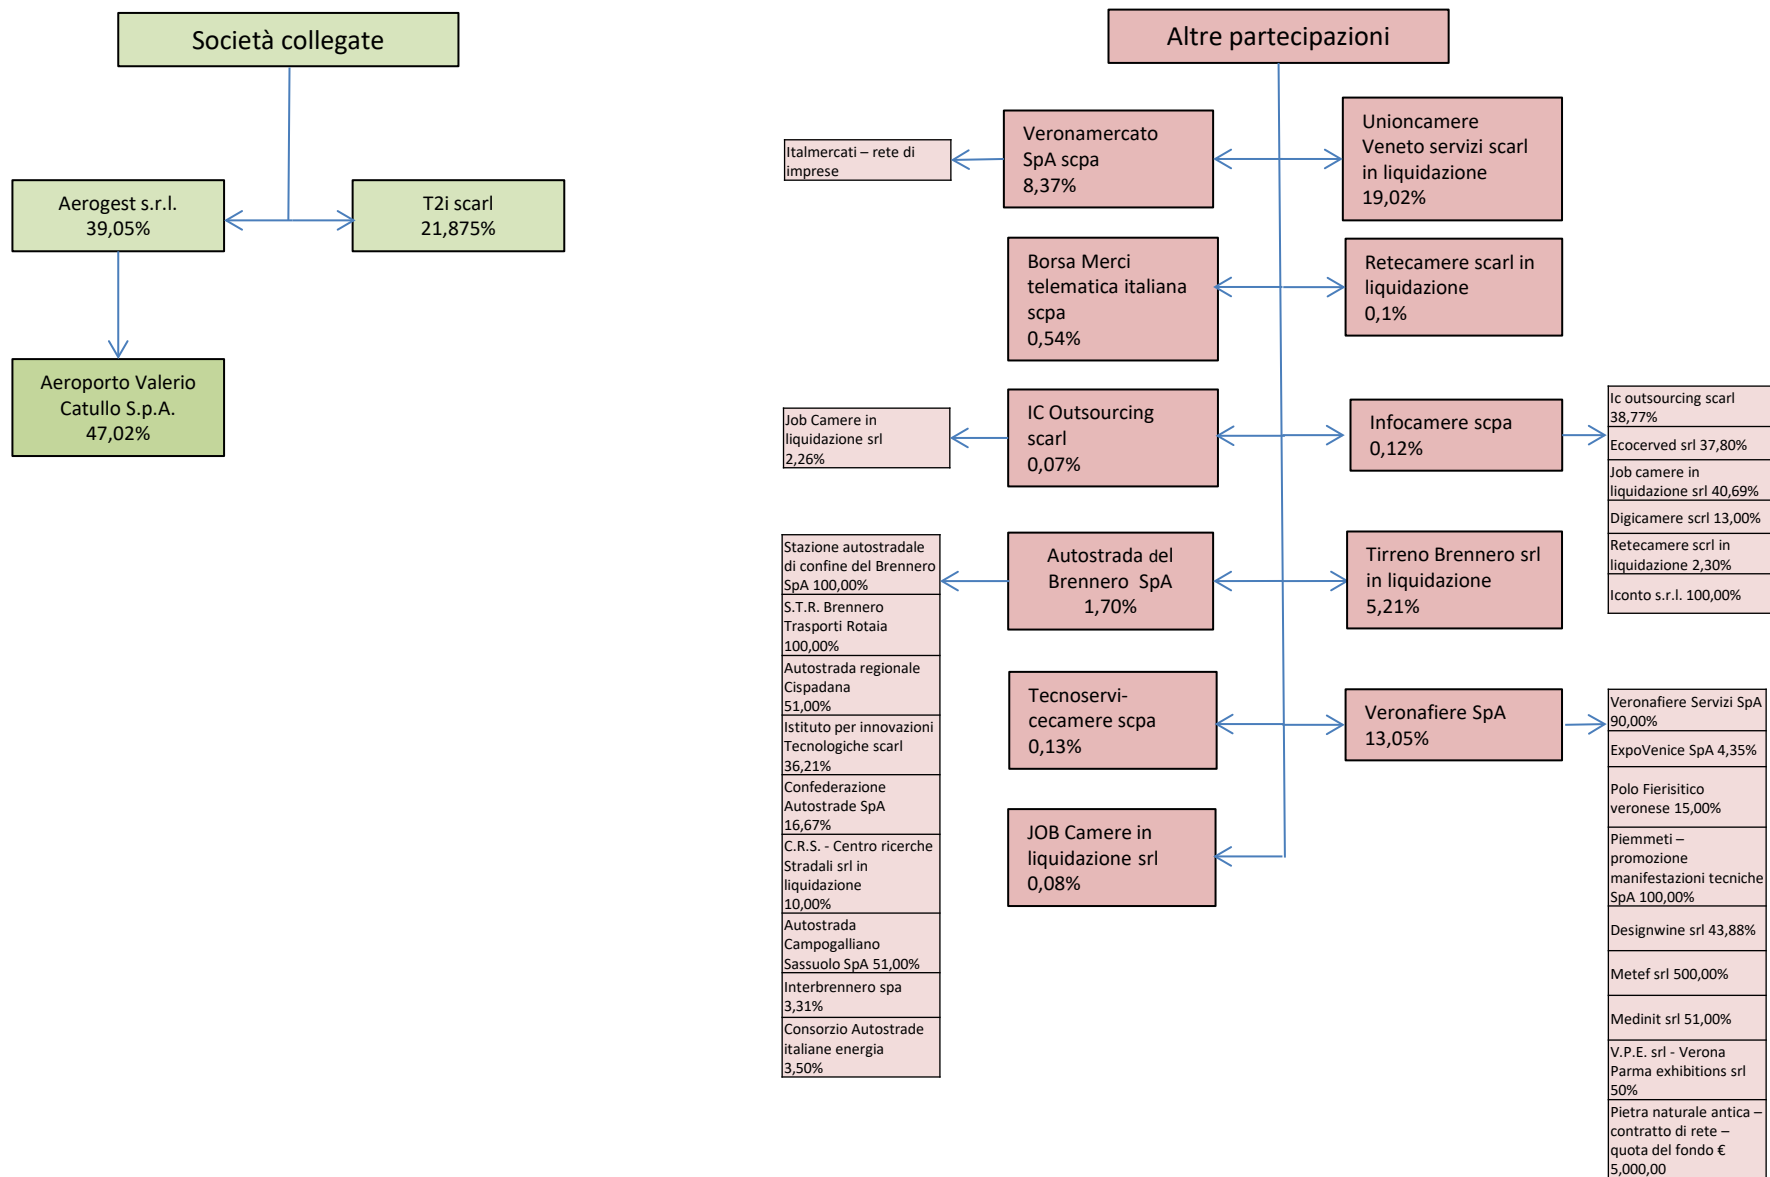 Società collegate
Aerogest s.r.l.
39,05%
T2i scarl
21,875%
Aeroporto Valerio
Catullo S.p.A.
47,02%
Altre partecipazioni
Italmercati – rete di
imprese
Veronamercato
SpA scpa
8,37%
Unioncamere
Veneto servizi scarl
in liquidazione
19,02%
Borsa Merci
telematica italiana
scpa
0,54%
Retecamere scarl in
liquidazione
0,1%
Job Camere in
liquidazione srl
2,26%
IC Outsourcing
scarl
0,07%
Infocamere scpa
0,12%
Ic outsourcing scarl
38,77%
Ecocerved srl 37,80%
Job camere in
liquidazione srl 40,69%
Digicamere scrl 13,00%
Retecamere scrl in
liquidazione 2,30%
Iconto s.r.l. 100,00%
Stazione autostradale
di confine del Brennero
SpA 100,00%
S.T.R. Brennero
Trasporti Rotaia
100,00%
Autostrada regionale
Cispadana
51,00%
Istituto per innovazioni
Tecnologiche scarl
36,21%
Confederazione
Autostrade SpA
16,67%
C.R.S. - Centro ricerche
Stradali srl in
liquidazione
10,00%
Autostrada
Campogalliano
Sassuolo SpA 51,00%
Interbrennero spa
3,31%
Consorzio Autostrade
italiane energia
3,50%
Autostrada del
Brennero SpA
1,70%
Tirreno Brennero srl
in liquidazione
5,21%
Tecnoservi-
cecamere scpa
0,13%
Veronafiere SpA
13,05%
Veronafiere Servizi SpA
90,00%
ExpoVenice SpA 4,35%
Polo Fierisitico
veronese 15,00%
Piemmeti –
promozione
manifestazioni tecniche
SpA 100,00%
Designwine srl 43,88%
Metef srl 500,00%
Medinit srl 51,00%
V.P.E. srl - Verona
Parma exhibitions srl
50%
Pietra naturale antica –
contratto di rete –
quota del fondo €
5,000,00
JOB Camere in
liquidazione srl
0,08%